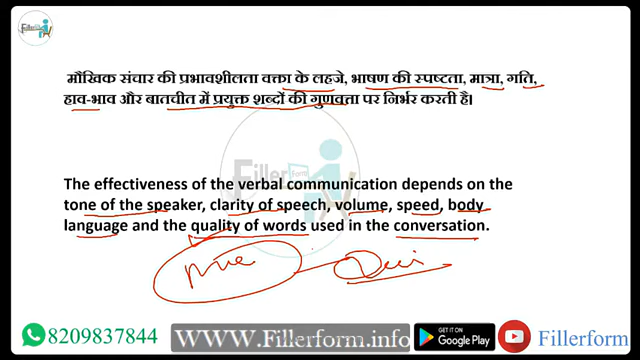 Fillerform
मौखिक संचार की प्रभावशीलता वक्ता के लहजे, भाषण की स्पष्टता, मात्रा, गति,
हाव-भाव और बातचीत में प्रयुक्त शब्दों की गुणवत्ता पर निर्भर करती है।
Fillerform
The effectiveness of the verbal communication depends on the
tone of the speaker, clarity of speech, volume, speed, body
language and the quality of words used in the conversation.
8209837844
WWW.Fillerform.info
GET IT ON
Google Play
Fillerform